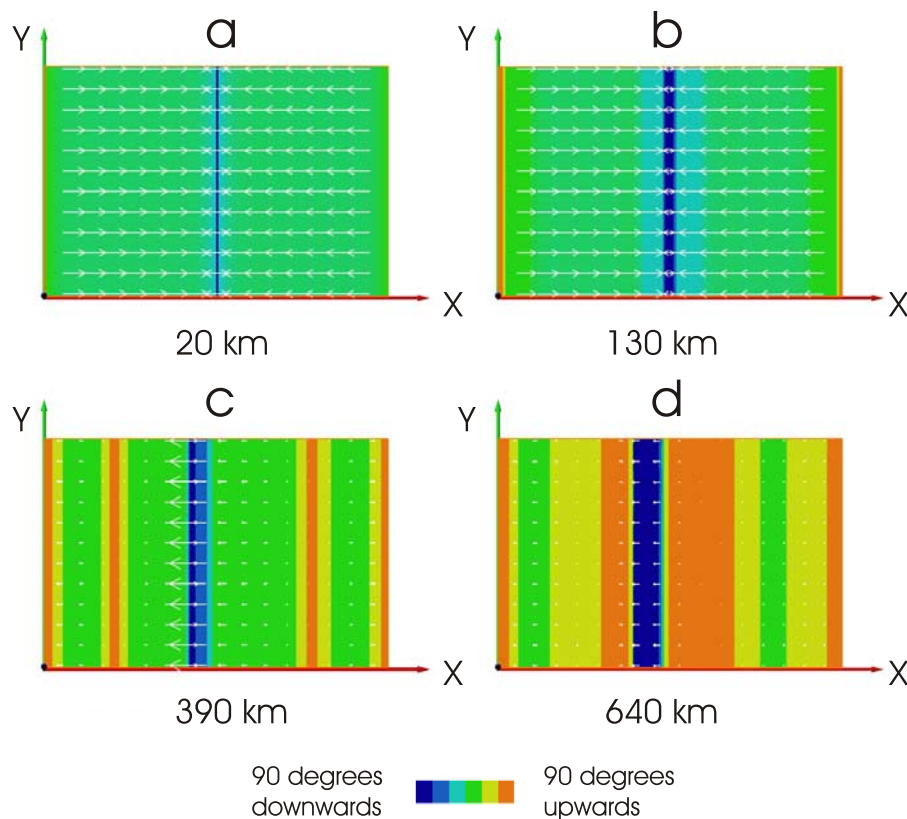 a
Y
X
20 km
b
Y
X
130 km
c
Y
X
390 km
d
Y
X
640 km
90 degrees
downwards
90 degrees
upwards